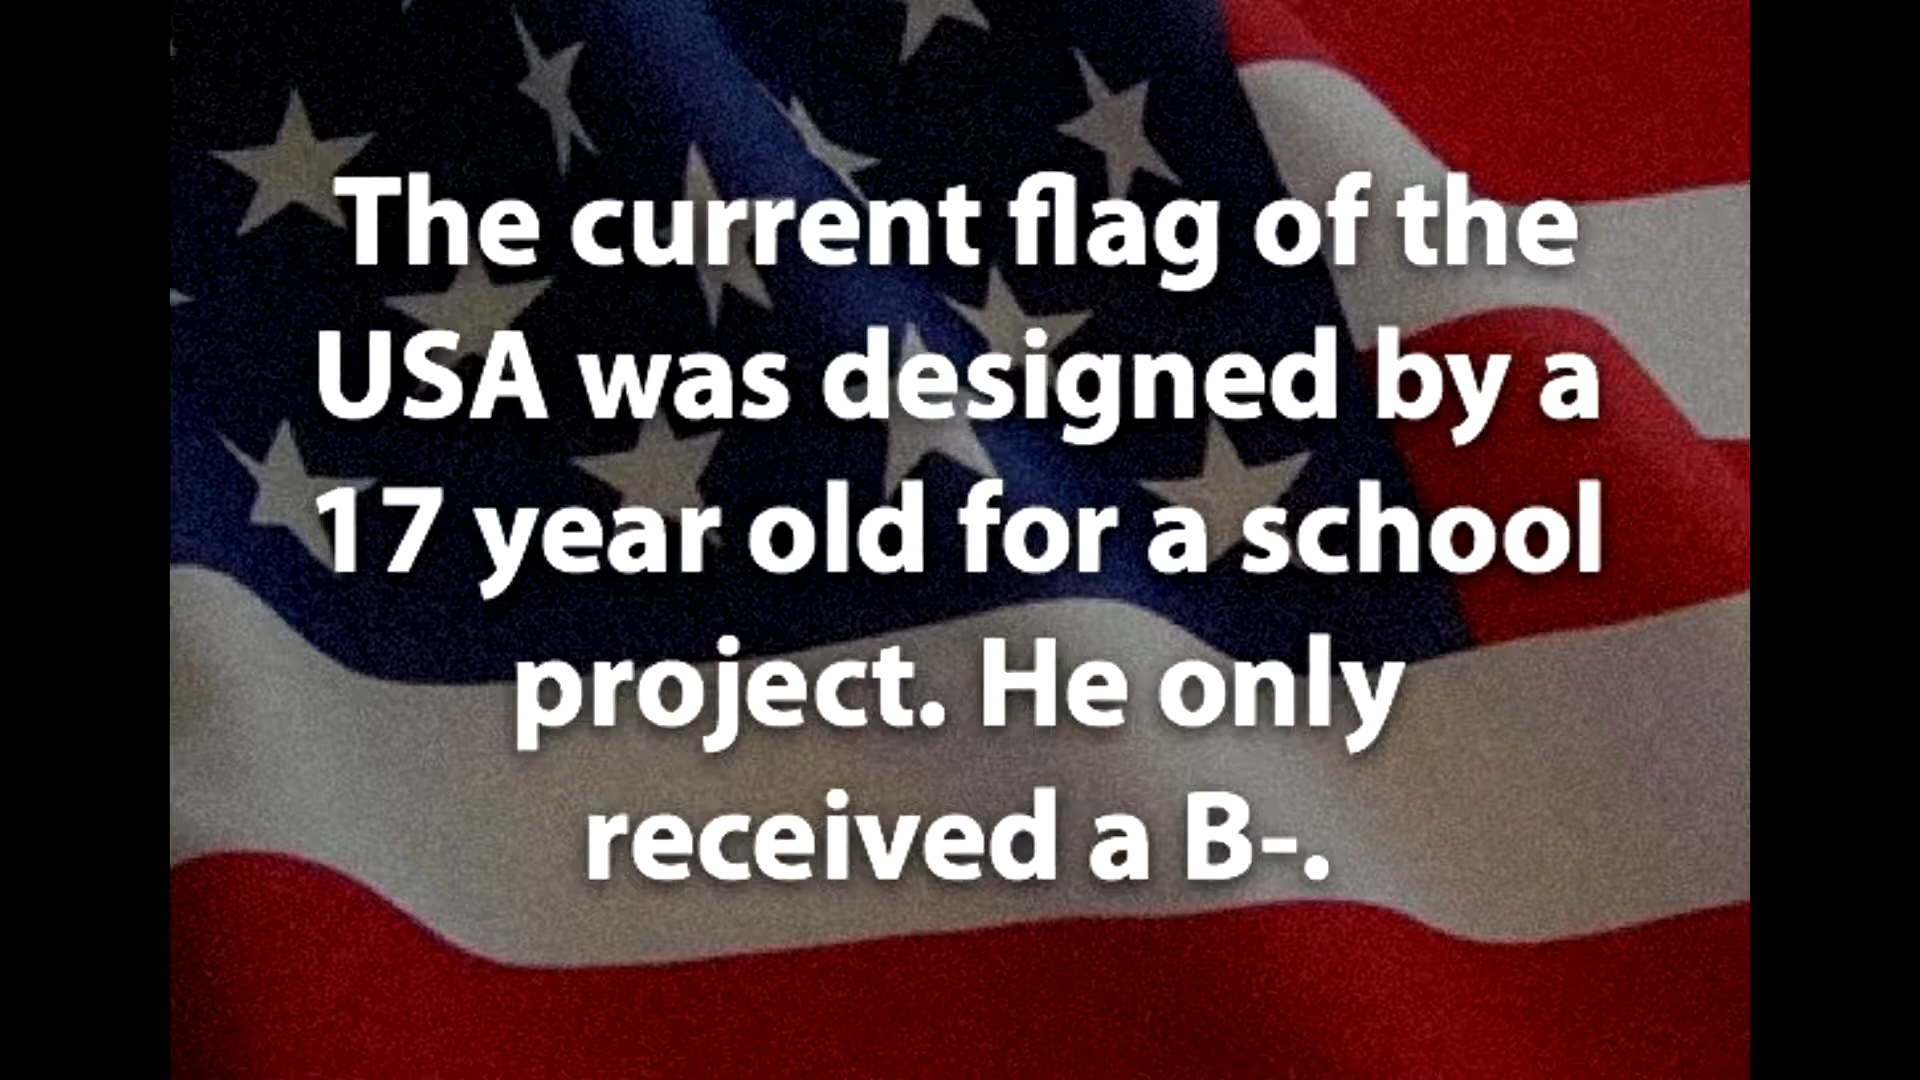 The current flag of the
USA was designed by a
17 year old for a school
project. He only
received a B-.